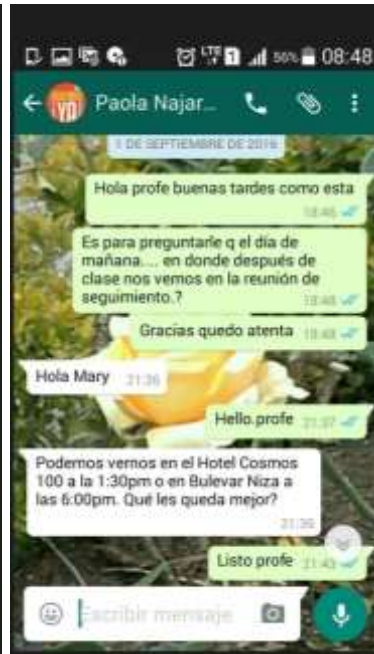 LTE 1 56% 08:48
Paola Najar...
1 DE SEPTIEMBRE DE 2016
Hola profe buenas tardes como esta
18:46
Es para preguntarle q el día de
mañana.... en donde después de
clase nos vemos en la reunión de
seguimiento.?
18:48
Gracias quedo atenta 18:48
Hola Mary 21:36
Hello.profe 21:37
Podemos vernos en el Hotel Cosmos
100 a la 1:30pm o en Bulevar Niza a
las 6:00pm. Qué les queda mejor?
21:39
Listo profe 21:43
Escribir mensaje